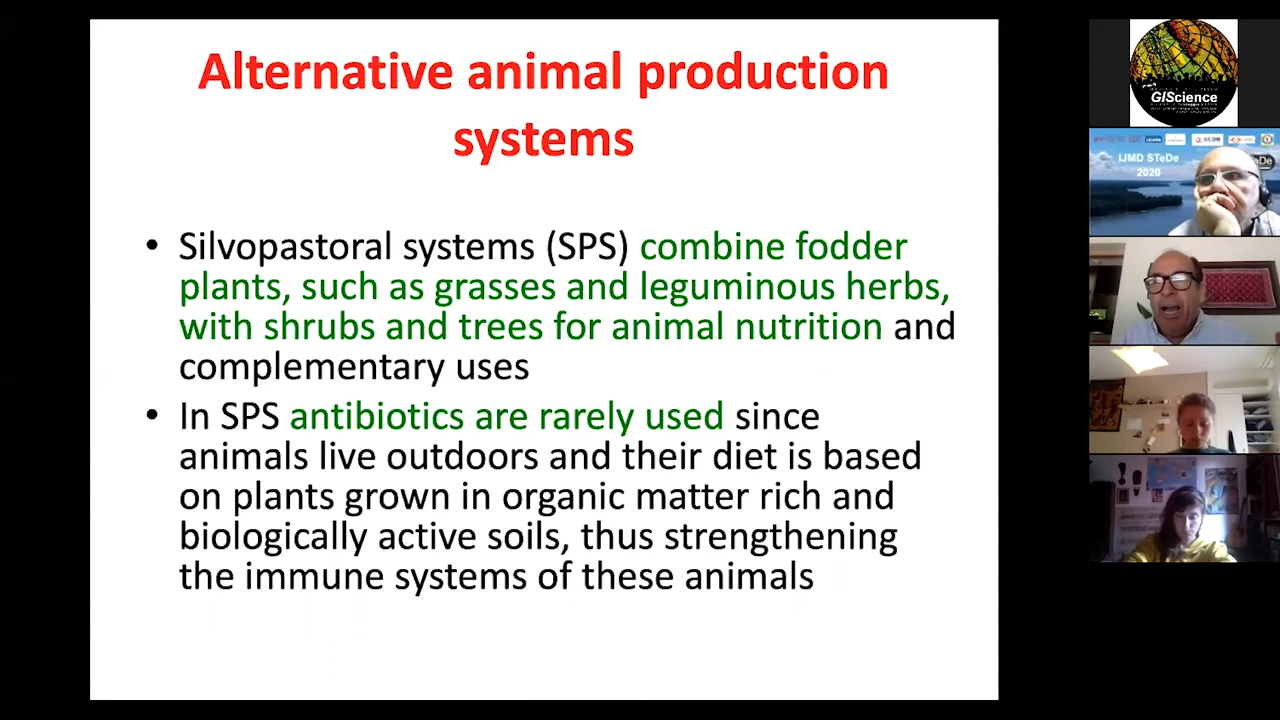 Alternative animal production
systems
• Silvopastoral systems (SPS) combine fodder
plants, such as grasses and leguminous herbs,
with shrubs and trees for animal nutrition and
complementary uses
• In SPS antibiotics are rarely used since
animals live outdoors and their diet is based
on plants grown in organic matter rich and
biologically active soils, thus strengthening
the immune systems of these animals
GIScience
IJMD STeDe
2020